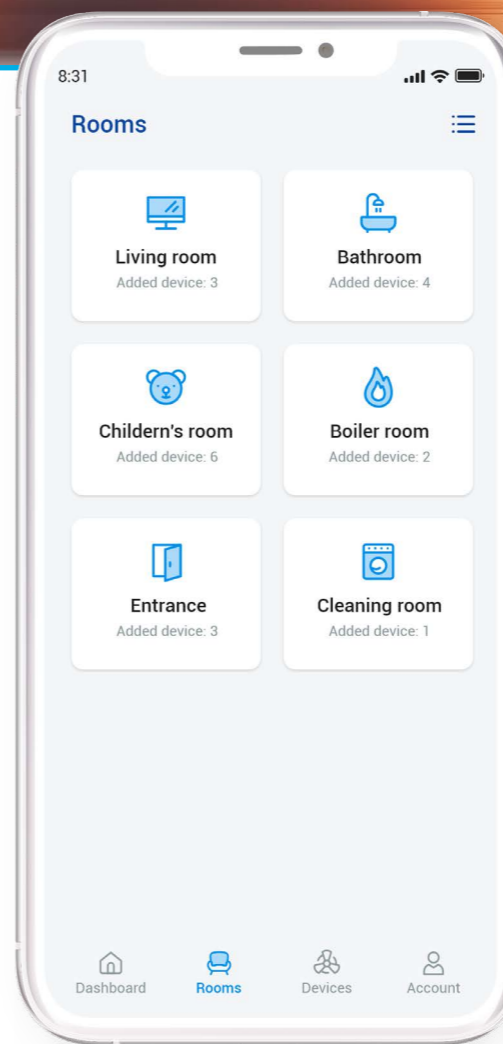 8:31
Rooms
Living room
Added device: 3
Bathroom
Added device: 4
Childern's room
Added device: 6
Boiler room
Added device: 2
Entrance
Added device: 3
Cleaning room
Added device: 1
Dashboard
Rooms
Devices
Account